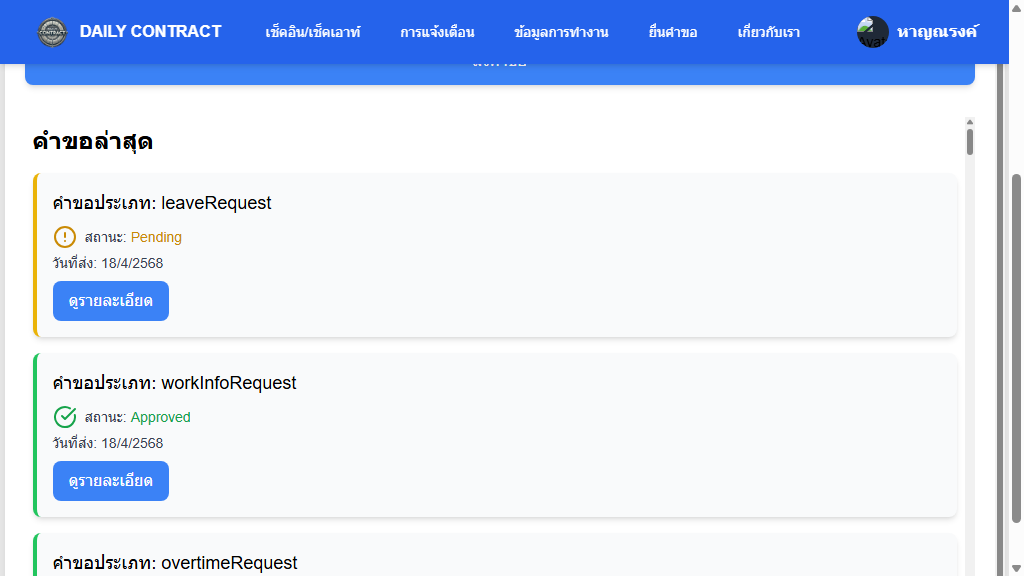 DAILY CONTRACT
เช็คอิน/เช็คเอาท์
การแจ้งเตือน
ข้อมูลการทำงาน
ยื่นคำขอ
เกี่ยวกับเรา
หาญณรงค์
คำขอล่าสุด
คำขอประเภท: leaveRequest
สถานะ: Pending
วันที่ส่ง: 18/4/2568
ดูรายละเอียด
คำขอประเภท: workInfoRequest
สถานะ: Approved
วันที่ส่ง: 18/4/2568
ดูรายละเอียด
คำขอประเภท: overtimeRequest